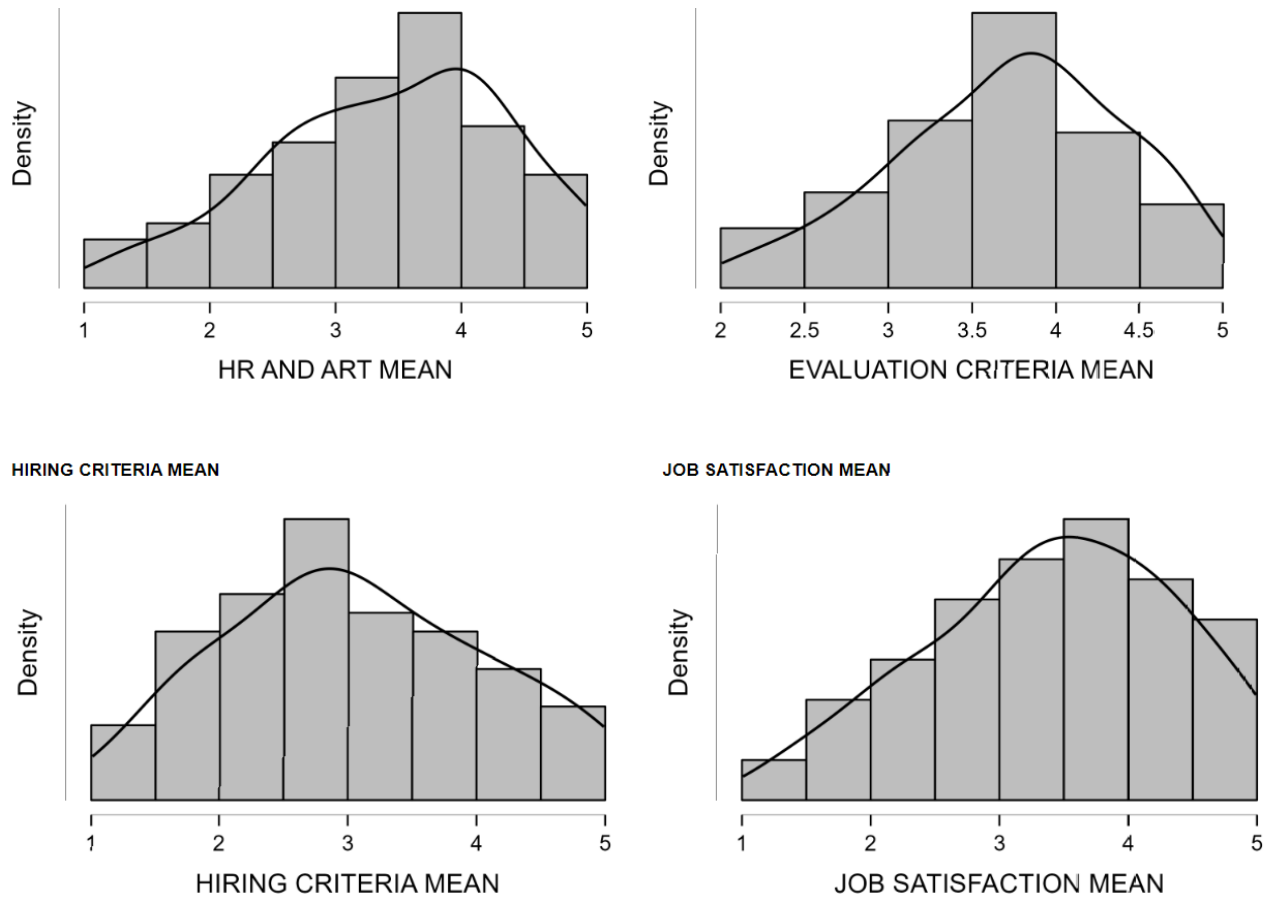 Density
1 2 3 4 5
HR AND ART MEAN
Density
2 2.5 3 3.5 4 4.5 5
EVALUATION CRITERIA MEAN
HIRING CRITERIA MEAN
Density
1 2 3 4 5
HIRING CRITERIA MEAN
JOB SATISFACTION MEAN
Density
1 2 3 4 5
JOB SATISFACTION MEAN